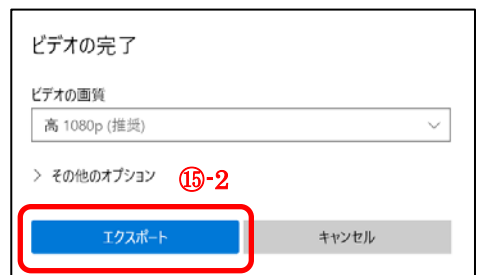 ビデオの完了
ビデオの画質
高 1080p (推奨)
> その他のオプション ⑮-2
エクスポート キャンセル